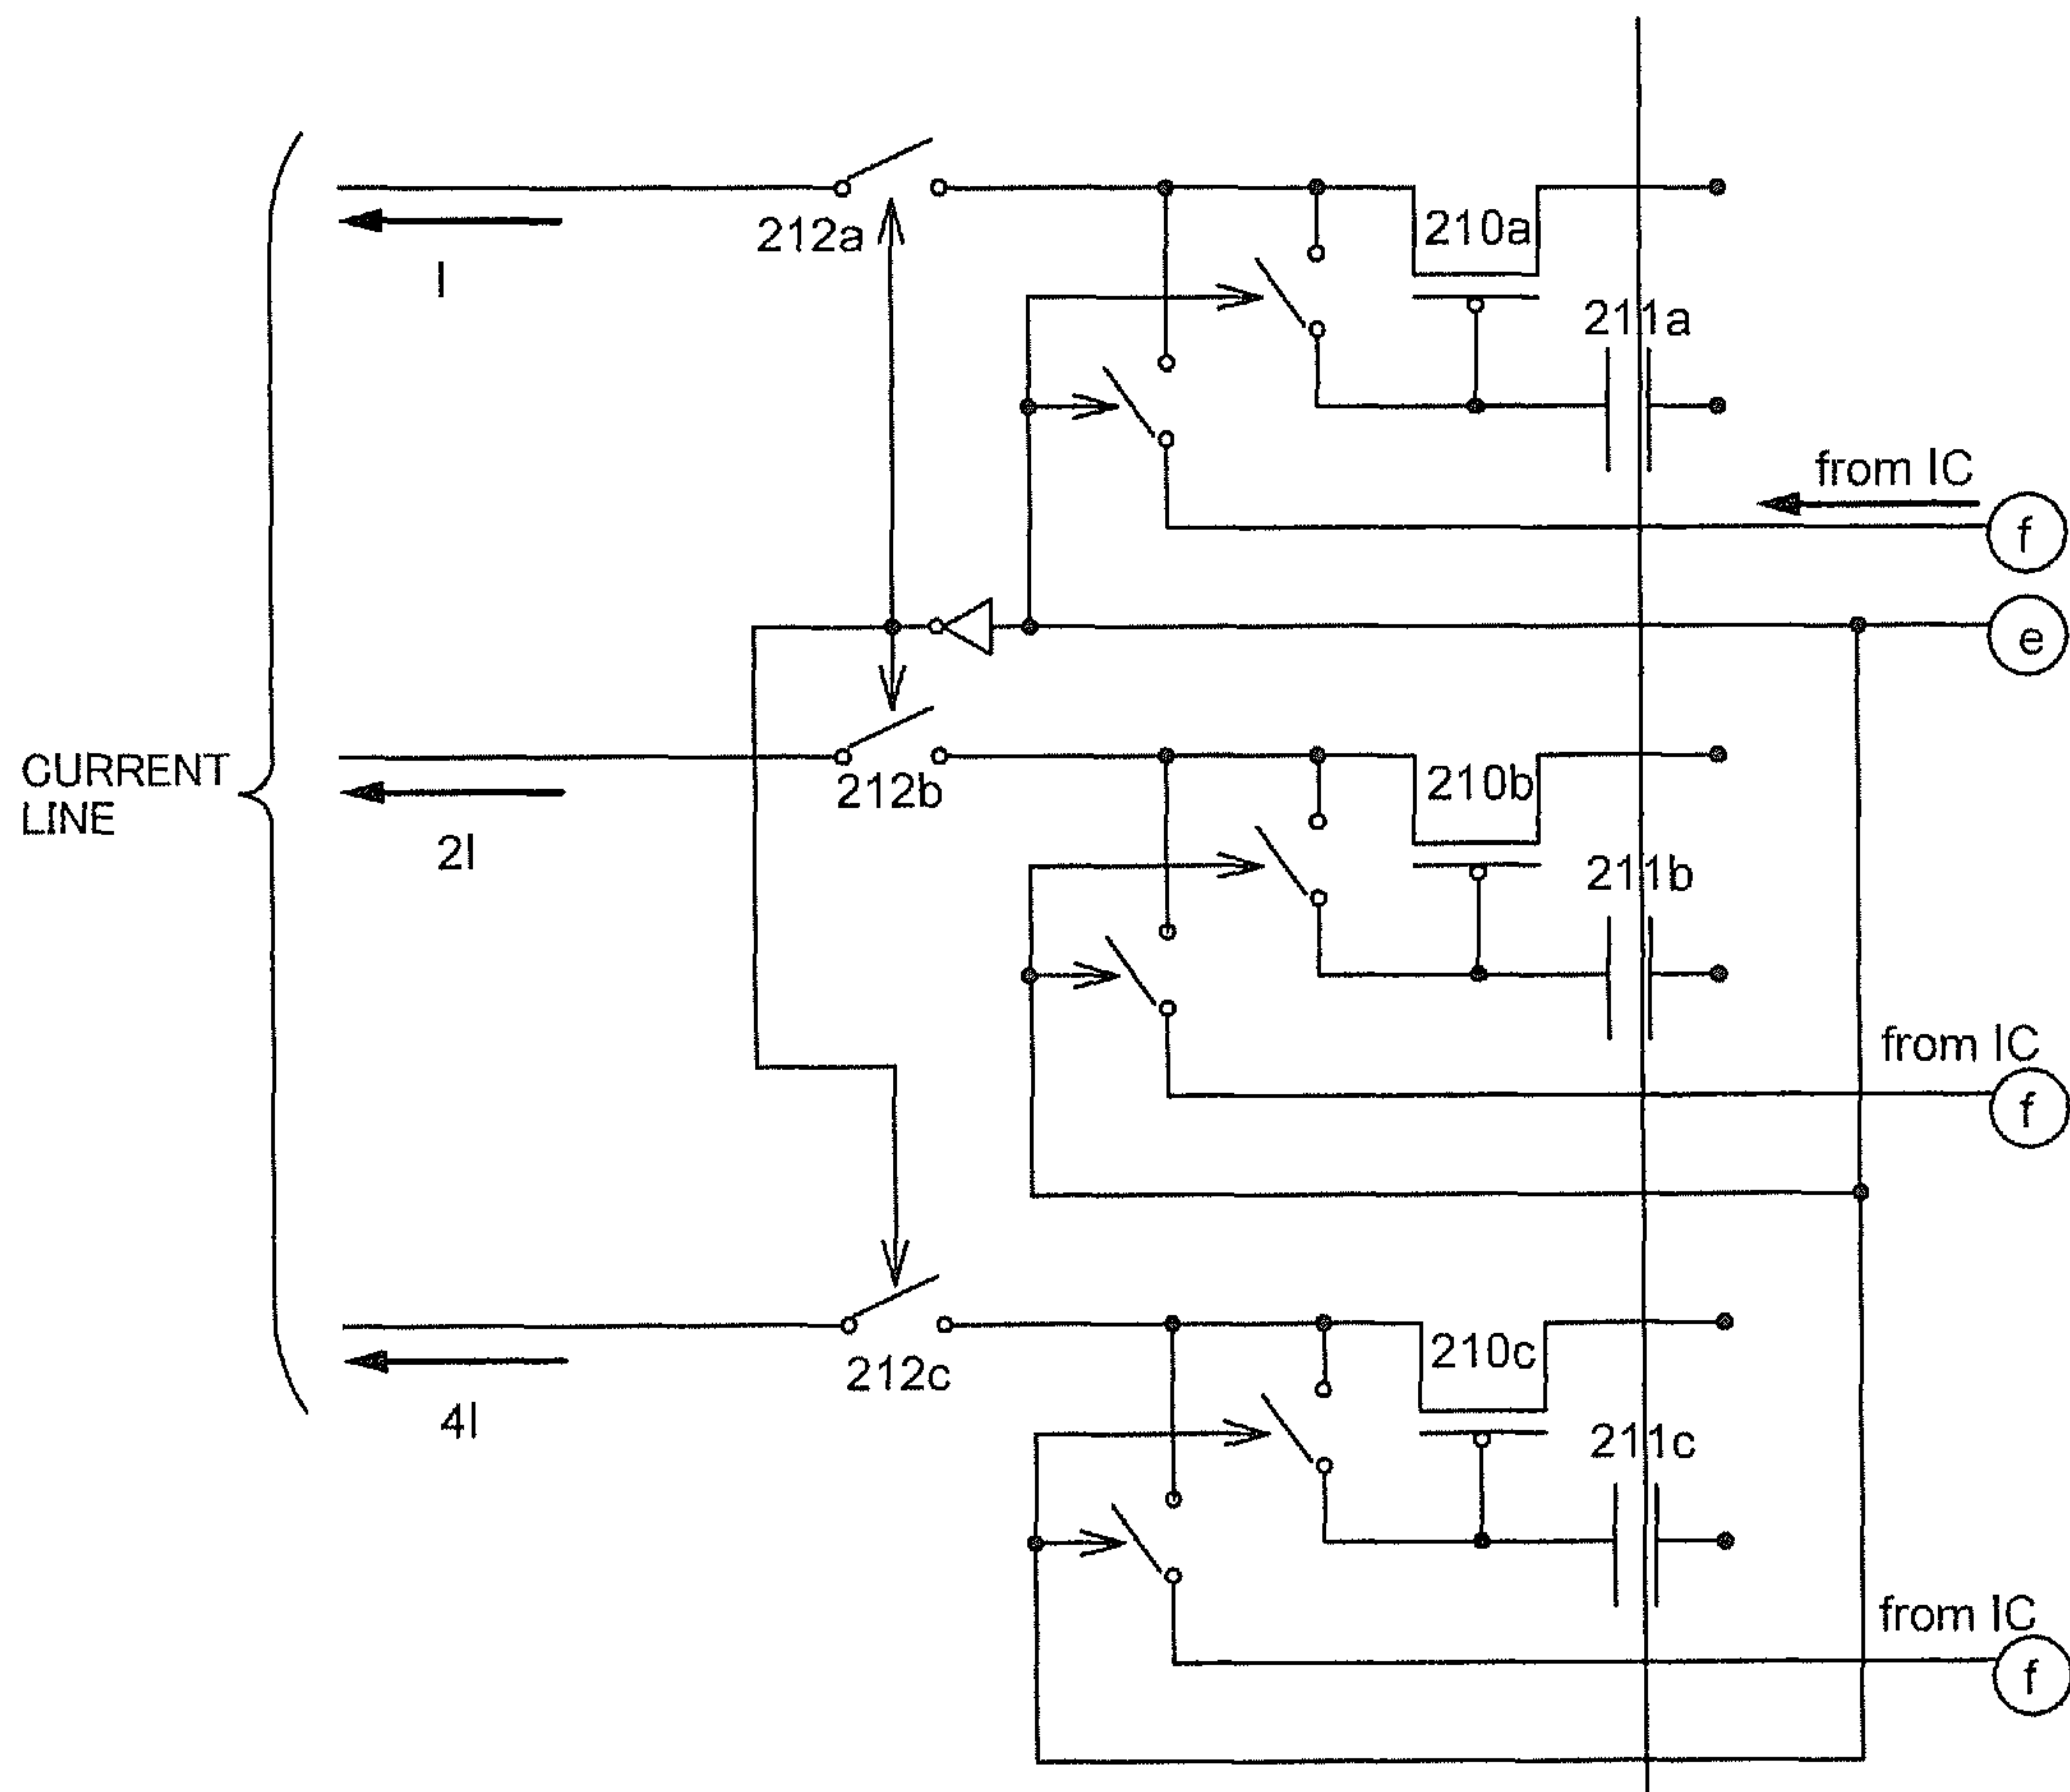 210a
212a
I
211a
from IC
f
e
CURRENT
LINE
212b
210b
2I
211b
from IC
f
212c
210c
4I
211c
from IC
f